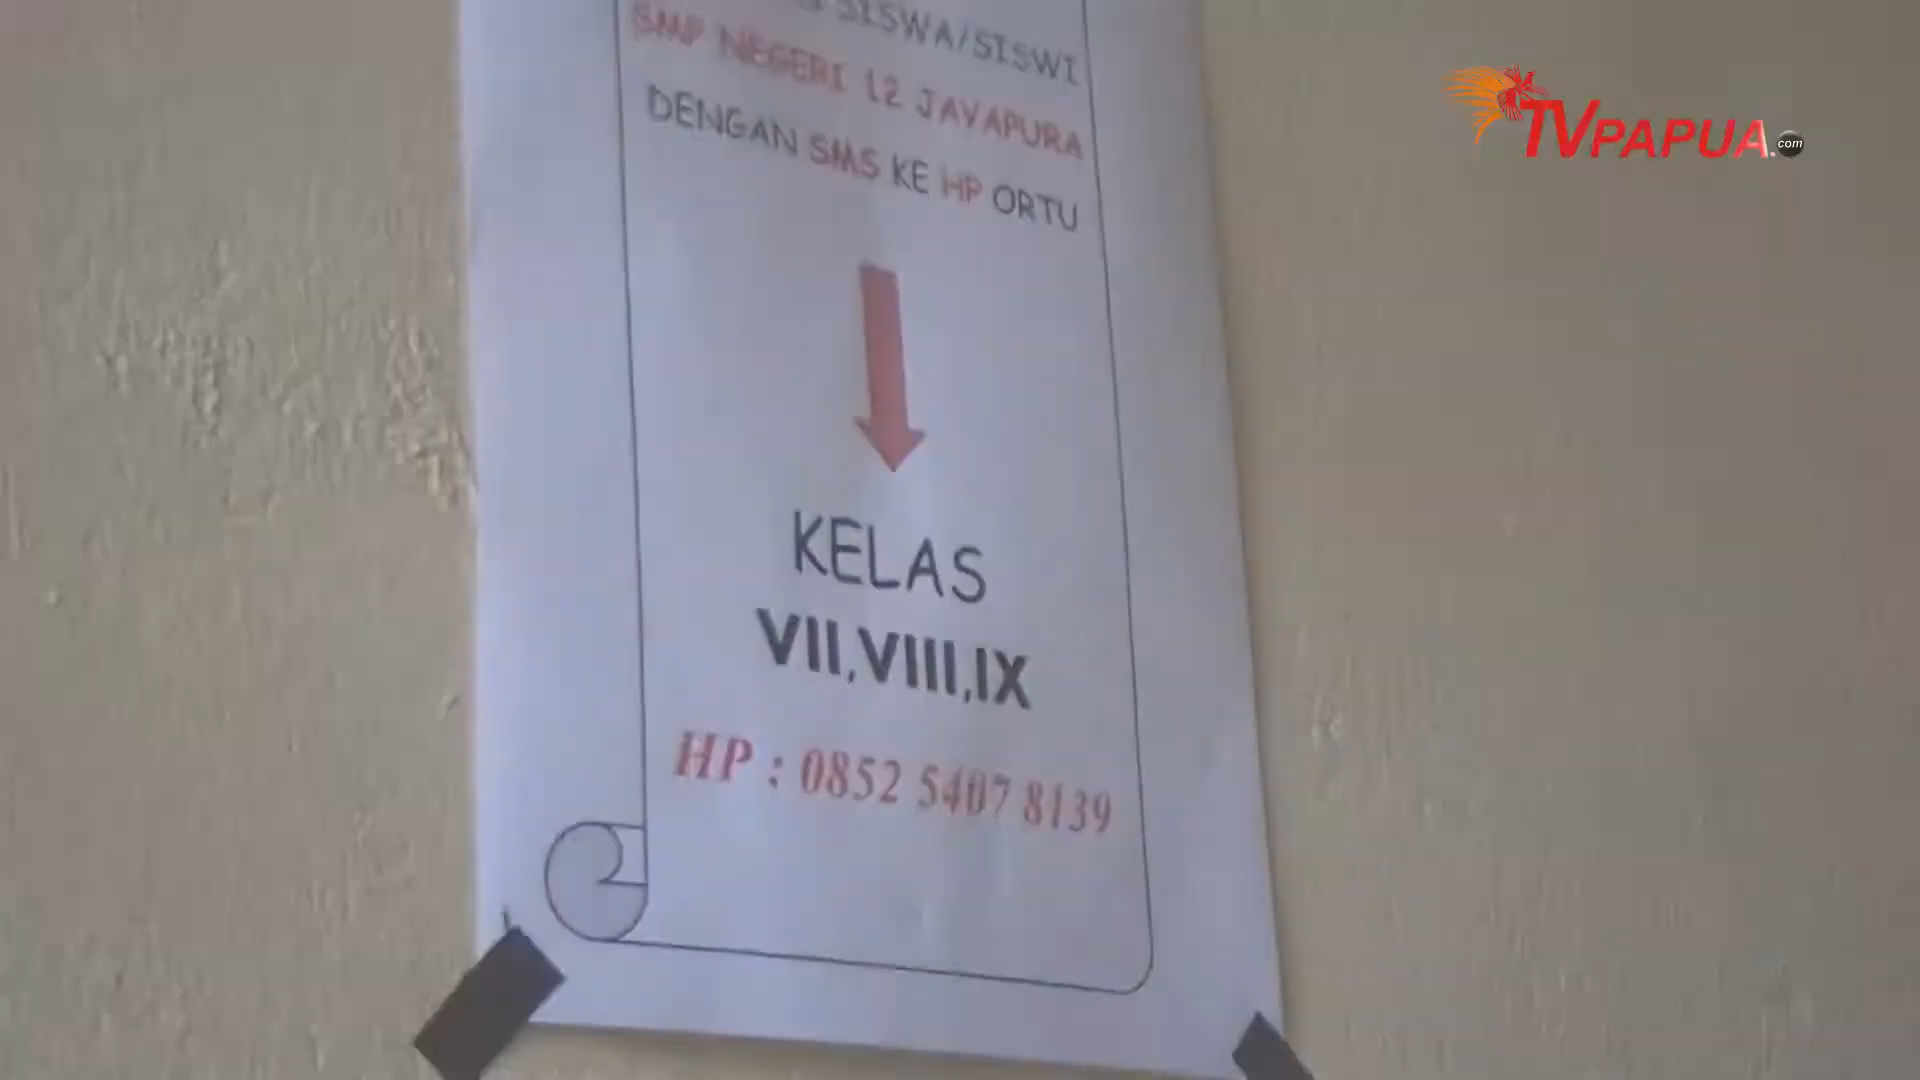 SISWA/SISWI
SMP NEGERI 12 JAYAPURA
DENGAN SMS KE HP ORTU
KELAS
VII,VIII,IX
HP : 0852 5407 8139
TVPAPUA.com